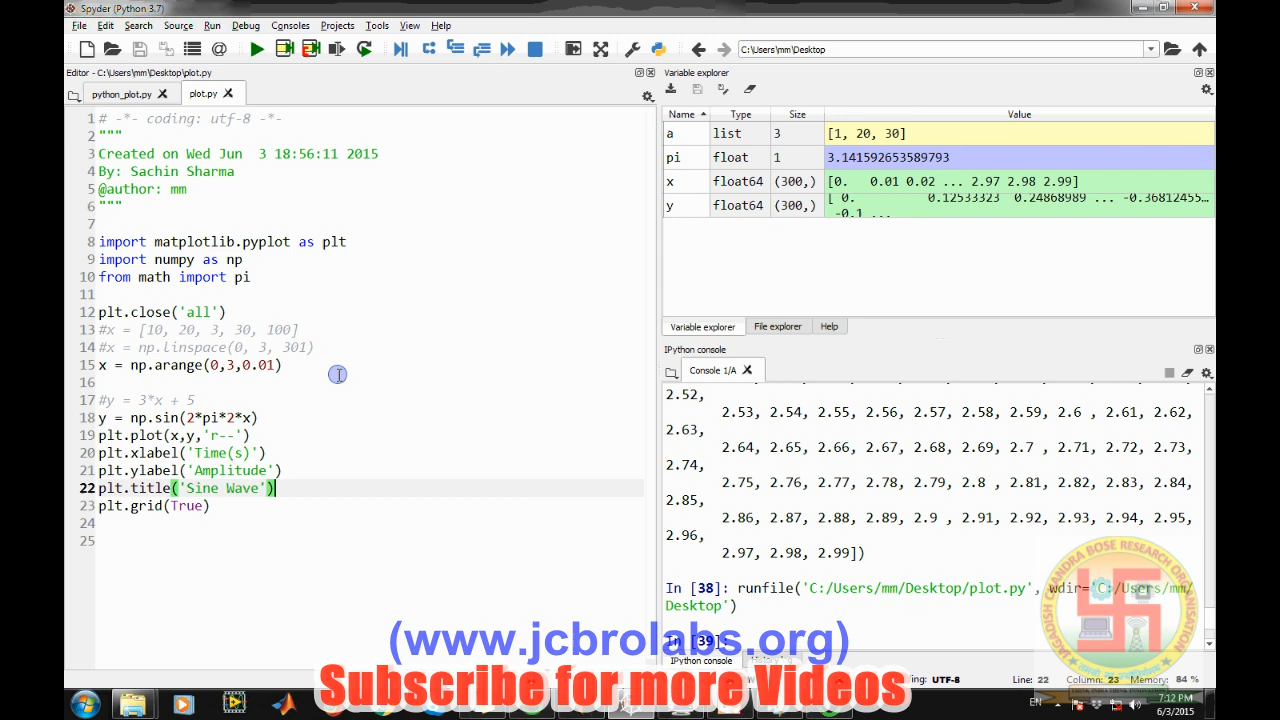 Spyder (Python 3.7)
File Edit Search Source Run Debug Consoles Projects Tools View Help
C:\Users\mm\Desktop
Editor - C:\Users\mm\Desktop\plot.py
python_plot.py plot.py
1 # -*- coding: utf-8 -*-
2 """
3 Created on Wed Jun  3 18:56:11 2015
4 By: Sachin Sharma
5 @author: mm
6 """
7
8 import matplotlib.pyplot as plt
9 import numpy as np
10 from math import pi
11
12 plt.close('all')
13 #x = [10, 20, 3, 30, 100]
14 #x = np.linspace(0, 3, 301)
15 x = np.arange(0,3,0.01)
16
17 #y = 3*x + 5
18 y = np.sin(2*pi*2*x)
19 plt.plot(x,y,'r--')
20 plt.xlabel('Time(s)')
21 plt.ylabel('Amplitude')
22 plt.title('Sine Wave')
23 plt.grid(True)
24
25
Variable explorer
Name Type Size Value
a list 3 [1, 20, 30]
pi float 1 3.141592653589793
x float64 (300,) [0. 0.01 0.02 ... 2.97 2.98 2.99]
y float64 (300,) [ 0. 0.12533323 0.24868989 ... -0.36812455...
-0.1 ...
Variable explorer File explorer Help
IPython console
Console 1/A
2.52,
2.53, 2.54, 2.55, 2.56, 2.57, 2.58, 2.59, 2.6 , 2.61, 2.62,
2.63,
2.64, 2.65, 2.66, 2.67, 2.68, 2.69, 2.7 , 2.71, 2.72, 2.73,
2.74,
2.75, 2.76, 2.77, 2.78, 2.79, 2.8 , 2.81, 2.82, 2.83, 2.84,
2.85,
2.86, 2.87, 2.88, 2.89, 2.9 , 2.91, 2.92, 2.93, 2.94, 2.95,
2.96,
2.97, 2.98, 2.99])
In [38]: runfile('C:/Users/mm/Desktop/plot.py', wdir='C:/Users/mm/
Desktop')
In [39]:
IPython console
JAGADISH CHANDRA BOSE RESEARCH ORGANISATION
(www.jcbrolabs.org)
Subscribe for more Videos
UTF-8 Line: 22 Column: 23 Memory: 84 %
EN
7:12 PM
6/3/2015